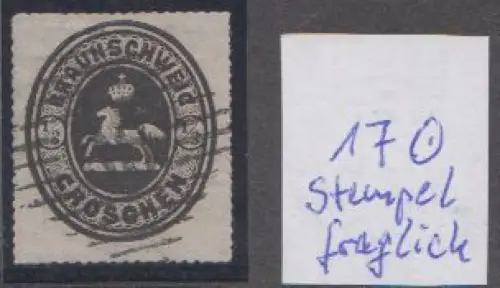 BRAUNSCHWEIG
GROSCHEN
17 ⊙
Stempel
fraglich